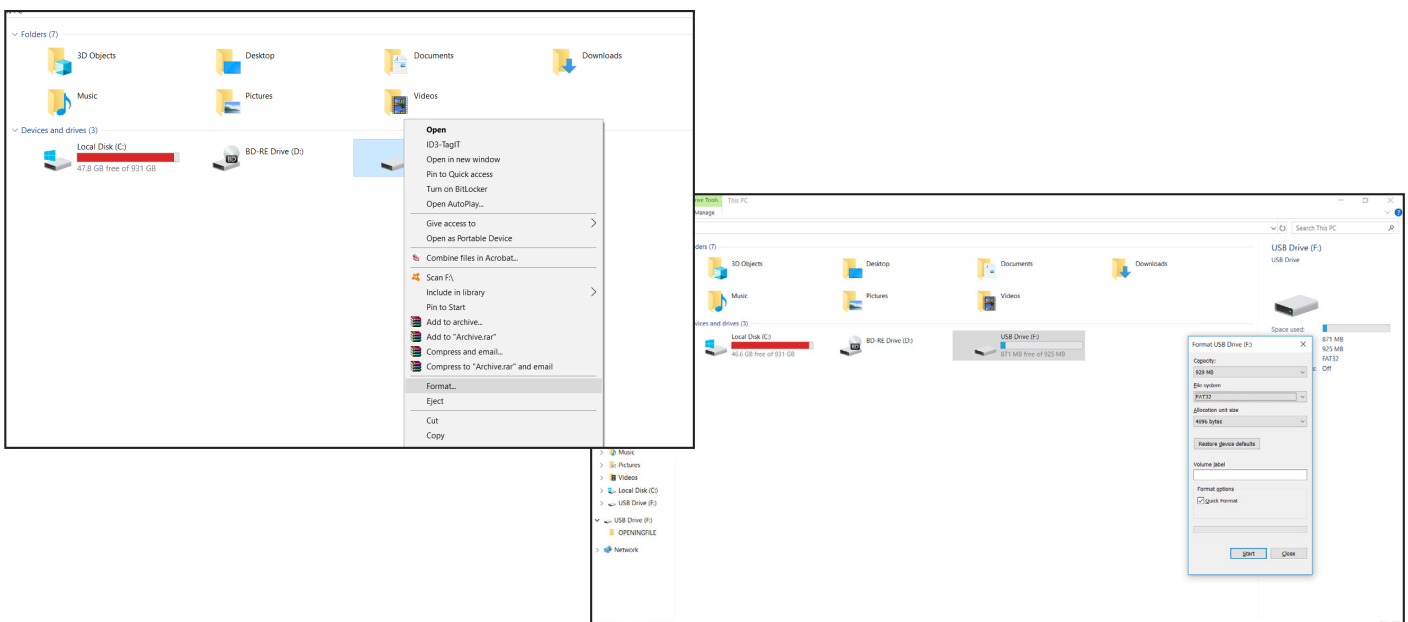 Folders (7)
3D Objects
Desktop
Documents
Downloads
Music
Pictures
Videos
Devices and drives (3)
Local Disk (C:)
47.8 GB free of 931 GB
BD-RE Drive (D:)
Open
ID3-TagIT
Open in new window
Pin to Quick access
Turn on BitLocker
Open AutoPlay...
Give access to
Open as Portable Device
Combine files in Acrobat...
Scan F:\
Include in library
Pin to Start
Add to archive...
Add to "Archive.rar"
Compress and email...
Compress to "Archive.rar" and email
Format...
Eject
Cut
Copy
Tools
This PC
Manage
Search This PC
(7)
3D Objects
Desktop
Documents
Downloads
Music
Pictures
Videos
and drives (3)
Local Disk (C:)
46.6 GB free of 931 GB
BD-RE Drive (D:)
USB Drive (F:)
871 MB free of 925 MB
USB Drive (F:)
USB Drive
Space used:
871 MB
925 MB
FAT32
Off
Format USB Drive (F:)
Capacity:
929 MB
File system
FAT32
Allocation unit size
4096 bytes
Restore device defaults
Volume label
Format options
Quick Format
Start
Close
Music
Pictures
Videos
Local Disk (C:)
USB Drive (F:)
USB Drive (F:)
OPENINGFILE
Network